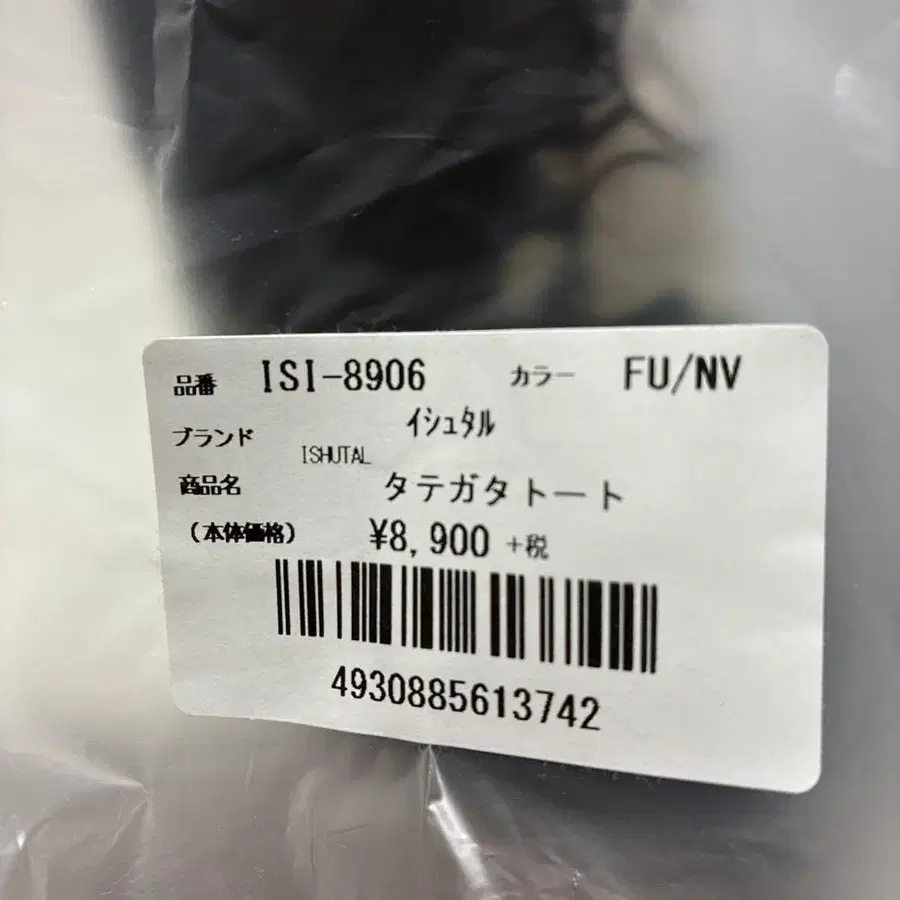 品番 ISI-8906 カラー FU/NV
ブランド ISHUTAL イシュタル
商品名 タテガタトート
(本体価格) ¥8,900 +税
4930885613742